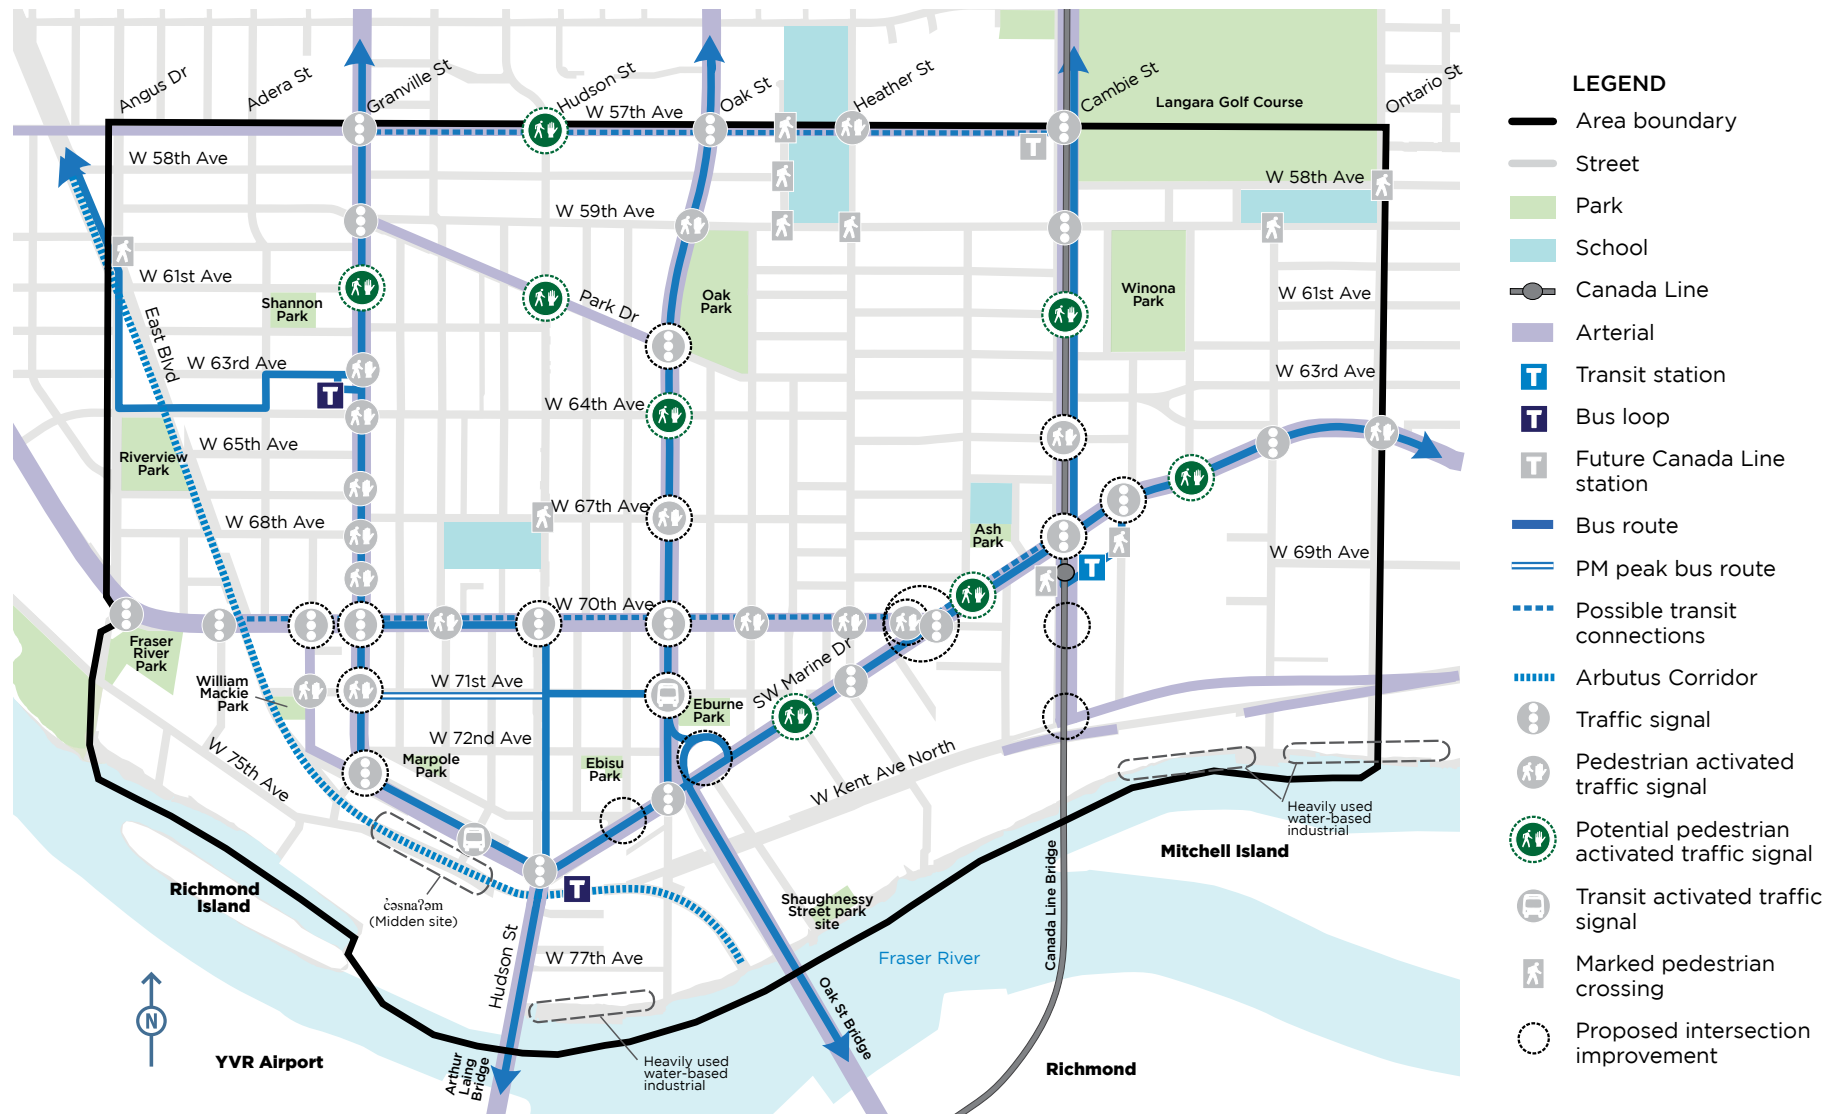 Angus Dr
Adera St
Granville St
Hudson St
Oak St
Heather St
Cambie St
Ontario St
W 57th Ave
Langara Golf Course
W 58th Ave
W 58th Ave
W 59th Ave
W 61st Ave
Shannon
Park
Park Dr
Oak
Park
Winona
Park
W 61st Ave
East Blvd
W 63rd Ave
W 63rd Ave
T
T
W 64th Ave
W 65th Ave
Riverview
Park
W 67th Ave
W 68th Ave
Ash
Park
W 69th Ave
T
W 70th Ave
Fraser
River
Park
William
Mackie
Park
W 71st Ave
SW Marine Dr
Eburne
Park
W 72nd Ave
Marpole
Park
Ebisu
Park
W 75th Ave
W Kent Ave North
Heavily used
water-based
industrial
Mitchell Island
Canada Line Bridge
Richmond
Island
c̓əsnaʔəm
(Midden site)
T
Shaughnessy
Street park
site
Hudson St
W 77th Ave
Fraser River
Oak St Bridge
N
YVR Airport
Arthur
Laing
Bridge
Heavily used
water-based
industrial
Richmond
LEGEND
Area boundary
Street
Park
School
Canada Line
Arterial
T Transit station
T Bus loop
T Future Canada Line
station
Bus route
PM peak bus route
Possible transit
connections
Arbutus Corridor
Traffic signal
Pedestrian activated
traffic signal
Potential pedestrian
activated traffic signal
Transit activated traffic
signal
Marked pedestrian
crossing
Proposed intersection
improvement